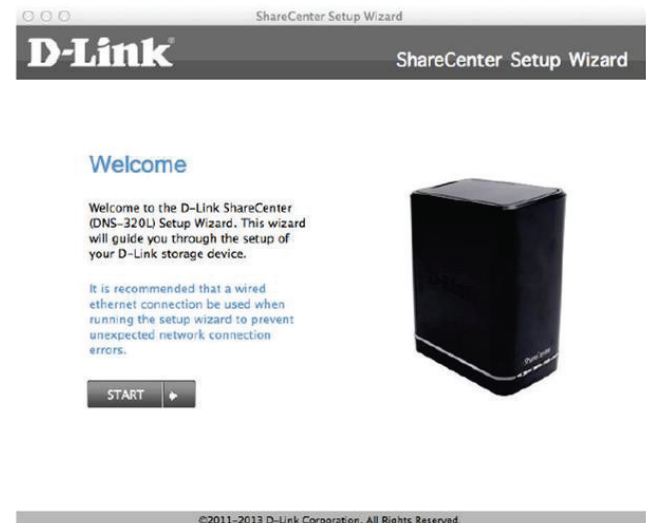 ShareCenter Setup Wizard
D-Link®
ShareCenter Setup Wizard
Welcome
Welcome to the D-Link ShareCenter
(DNS-320L) Setup Wizard. This wizard
will guide you through the setup of
your D-Link storage device.
It is recommended that a wired
ethernet connection be used when
running the setup wizard to prevent
unexpected network connection
errors.
START
ShareCenter
©2011-2013 D-Link Corporation. All Rights Reserved.